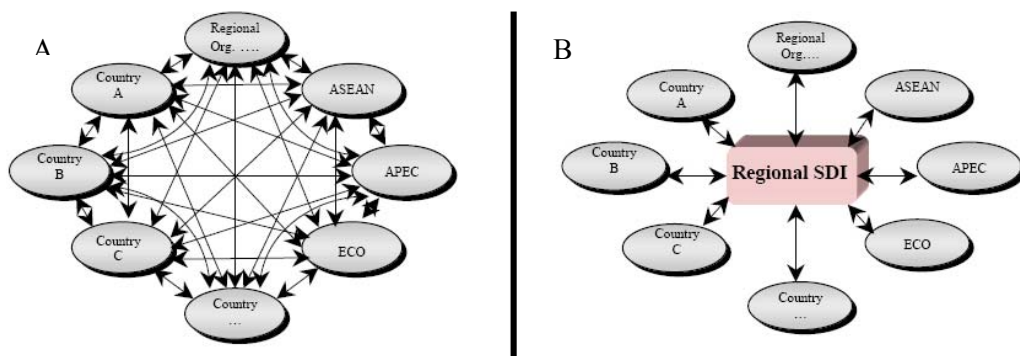 A
Regional
Org. ….
Country
A
ASEAN
Country
B
APEC
Country
C
ECO
Country
…
B
Regional
Org….
Country
A
ASEAN
Country
B
Regional SDI
APEC
Country
C
ECO
Country
…